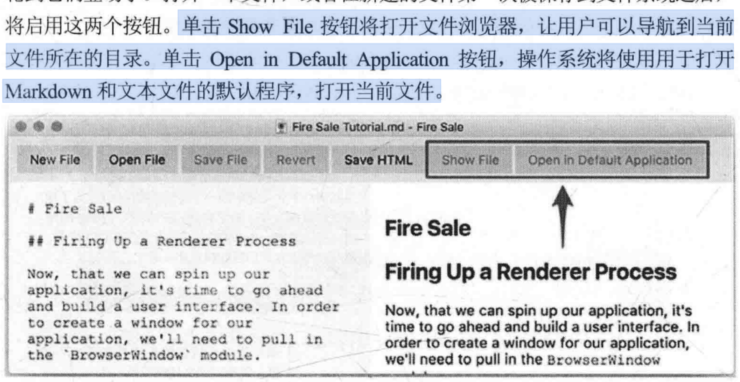 将启用这两个按钮。单击 Show File 按钮将打开文件浏览器，让用户可以导航到当前
文件所在的目录。单击 Open in Default Application 按钮，操作系统将使用用于打开
Markdown 和文本文件的默认程序，打开当前文件。
Fire Sale Tutorial.md - Fire Sale
New File Open File Save File Revert Save HTML Show File Open in Default Application
# Fire Sale
## Firing Up a Renderer Process
Now, that we can spin up our
application, it's time to go ahead
and build a user interface. In order
to create a window for our
application, we'll need to pull in
the `BrowserWindow` module.
Fire Sale
Firing Up a Renderer Process
Now, that we can spin up our application, it's
time to go ahead and build a user interface. In
order to create a window for our application,
we'll need to pull in the BrowserWindow